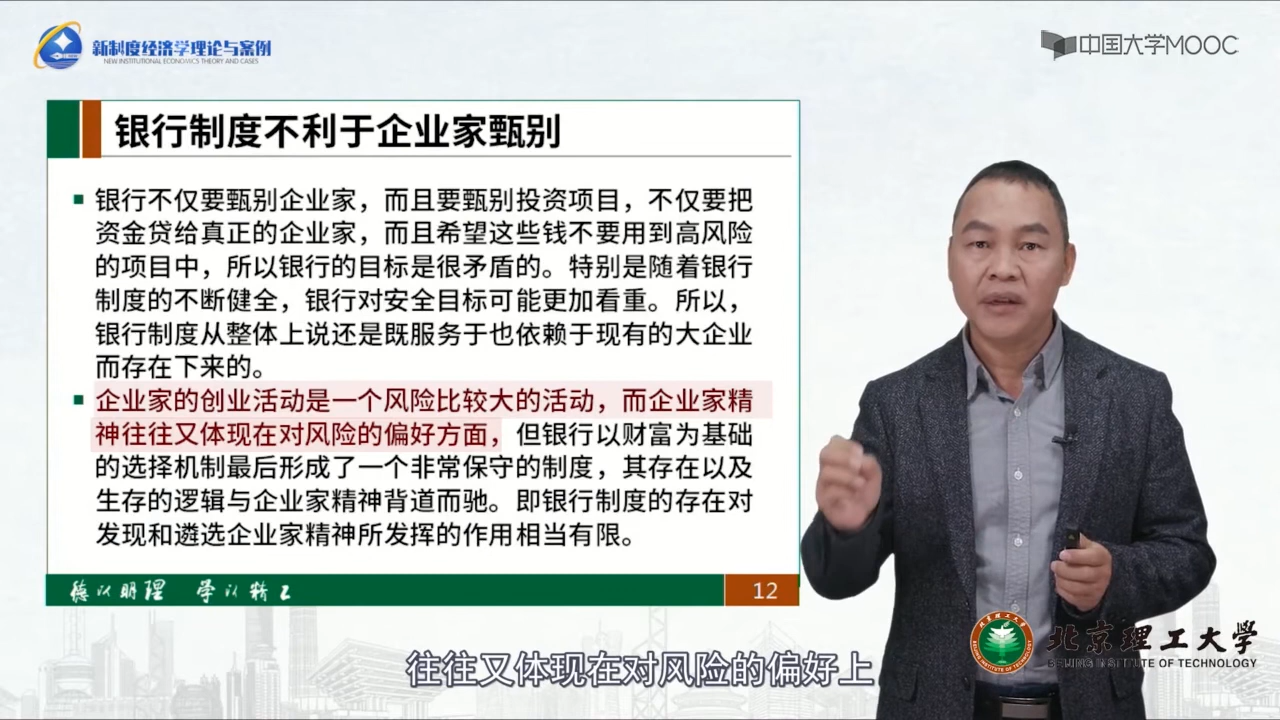 新制度经济学理论与案例
NEW INSTITUTIONAL ECONOMICS THEORY AND CASES
中国大学MOOC
银行制度不利于企业家甄别
银行不仅要甄别企业家，而且要甄别投资项目，不仅要把
资金贷给真正的企业家，而且希望这些钱不要用到高风险
的项目中，所以银行的目标是很矛盾的。特别是随着银行
制度的不断健全，银行对安全目标可能更加看重。所以，
银行制度从整体上说还是既服务于也依赖于现有的大企业
而存在下来的。
企业家的创业活动是一个风险比较大的活动，而企业家精
神往往又体现在对风险的偏好方面，但银行以财富为基础
的选择机制最后形成了一个非常保守的制度，其存在以及
生存的逻辑与企业家精神背道而驰。即银行制度的存在对
发现和遴选企业家精神所发挥的作用相当有限。
德以明理 学以精工
12
北京理工大学
BEIJING INSTITUTE OF TECHNOLOGY
往往又体现在对风险的偏好上